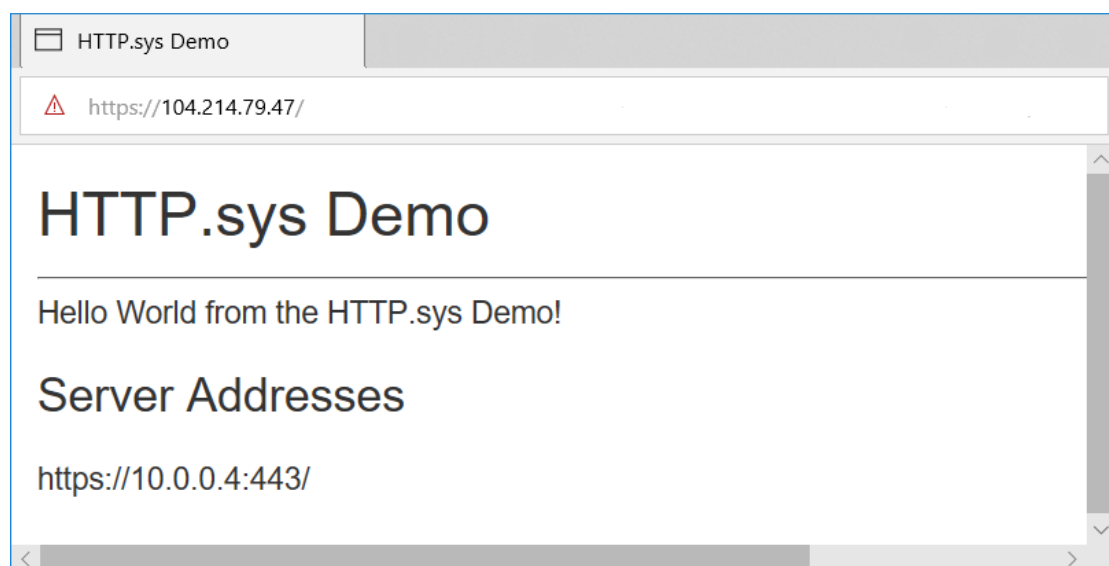 HTTP.sys Demo
https://104.214.79.47/
HTTP.sys Demo
Hello World from the HTTP.sys Demo!
Server Addresses
https://10.0.0.4:443/